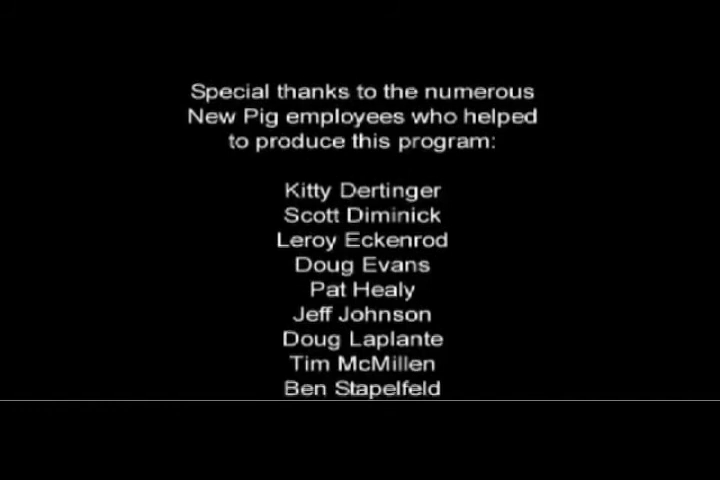 Special thanks to the numerous
New Pig employees who helped
to produce this program:
Kitty Dertinger
Scott Diminick
Leroy Eckenrod
Doug Evans
Pat Healy
Jeff Johnson
Doug Laplante
Tim McMillen
Ben Stapelfeld